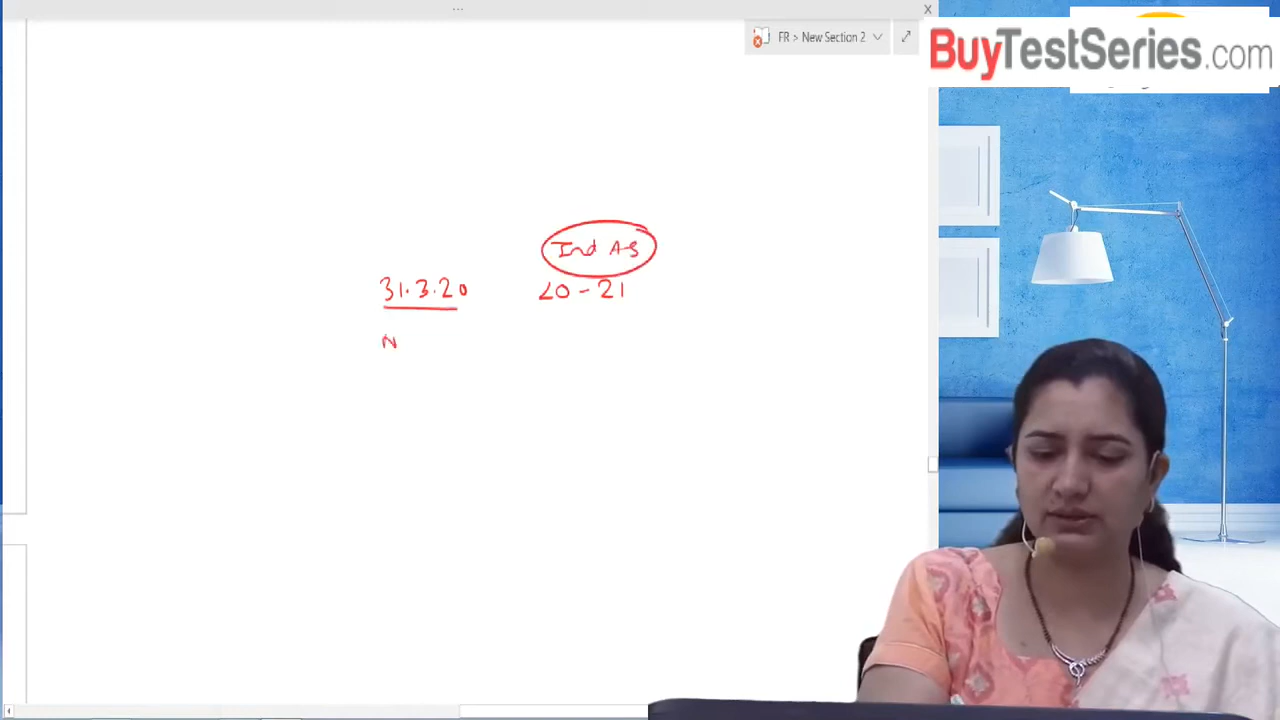 ...
x
FR > New Section 2
BuyTestSeries.com
Ind AS
31.3.20 20-21
N